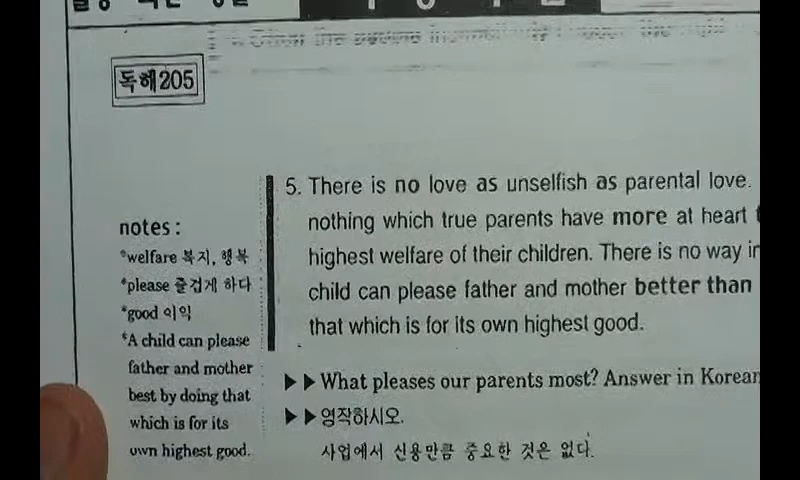 독해205
5. There is no love as unselfish as parental love.
nothing which true parents have more at heart
highest welfare of their children. There is no way in
child can please father and mother better than
that which is for its own highest good.
notes :
*welfare 복지, 행복
*please 즐겁게 하다
*good 이익
*A child can please
father and mother
best by doing that
which is for its
own highest good.
▶▶What pleases our parents most? Answer in Korean
▶▶영작하시오.
사업에서 신용만큼 중요한 것은 없다.